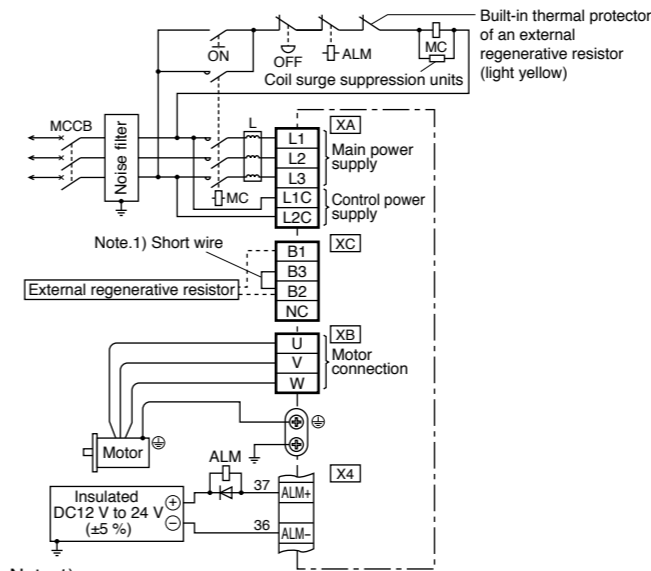 Built-in thermal protector
of an external
regenerative resistor
(light yellow)
ON
OFF
ALM
MC
Coil surge suppression units
MCCB
Noise filter
L
MC
XA
L1
L2
L3
Main power
supply
L1C
L2C
Control power
supply
Note.1) Short wire
External regenerative resistor
XC
B1
B3
B2
NC
XB
U
V
W
Motor
connection
Motor
ALM
X4
Insulated
DC12 V to 24 V
(±5 %)
+
−
37
ALM+
36
ALM−